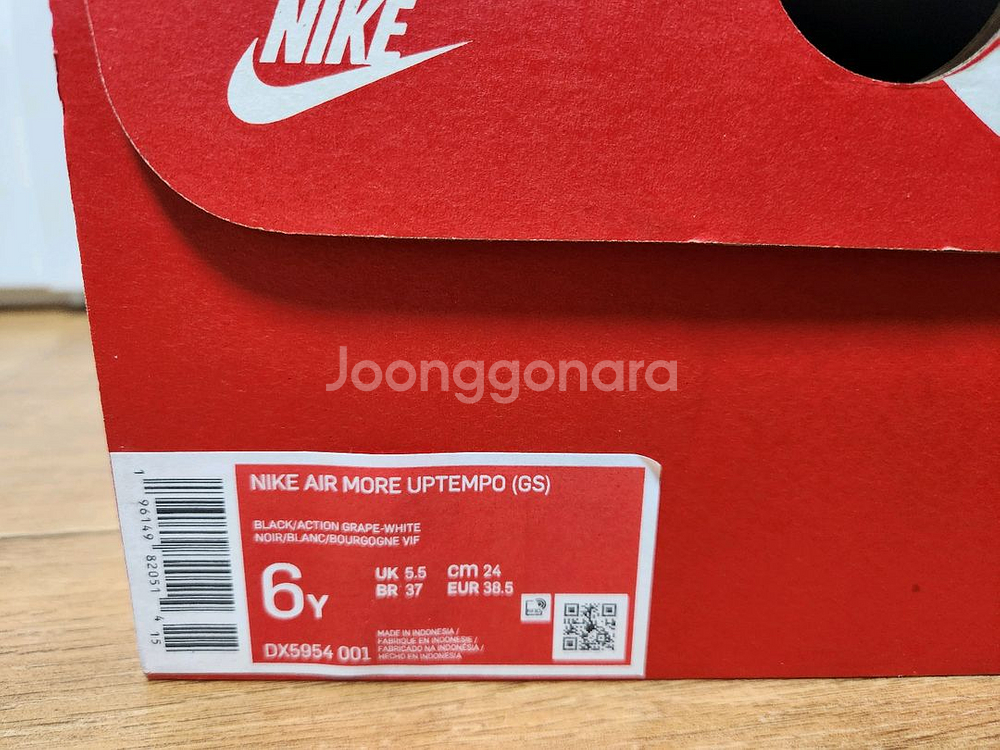 NIKE
Joonggonara
NIKE AIR MORE UPTEMPO (GS)
BLACK/ACTION GRAPE-WHITE
NOIR/BLANC/BOURGOGNE VIF
6Y
UK 5.5 cm 24
BR 37 EUR 38.5
DX5954 001
MADE IN INDONESIA /
FABRIQUE EN INDONESIE /
FABRICADO NA INDONÉSIA /
HECHO EN INDONESIA
1 96149 82051 4 15